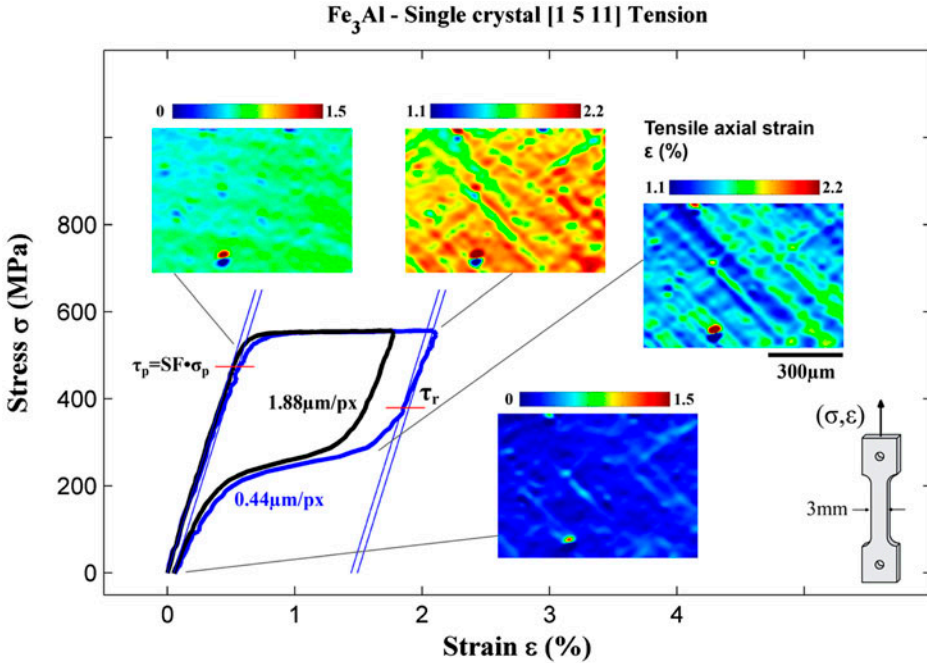 Fe₃Al - Single crystal [1 5 11] Tension
0 1.5
1.1 2.2
Tensile axial strain
ε (%)
1.1 2.2
300μm
τp=SF•σp
τr
1.88μm/px
0.44μm/px
0 1.5
(σ,ε)
3mm
800
600
400
200
0
Stress σ (MPa)
0 1 2 3 4
Strain ε (%)